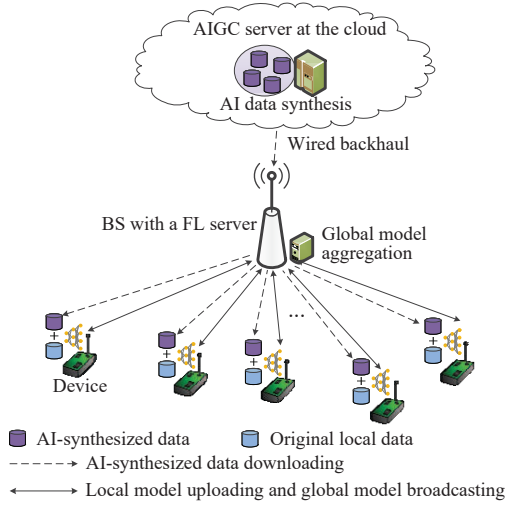 AIGC server at the cloud
AI data synthesis
Wired backhaul
BS with a FL server
Global model
aggregation
...
+
+
+
+
+
Device
AI-synthesized data
Original local data
AI-synthesized data downloading
Local model uploading and global model broadcasting